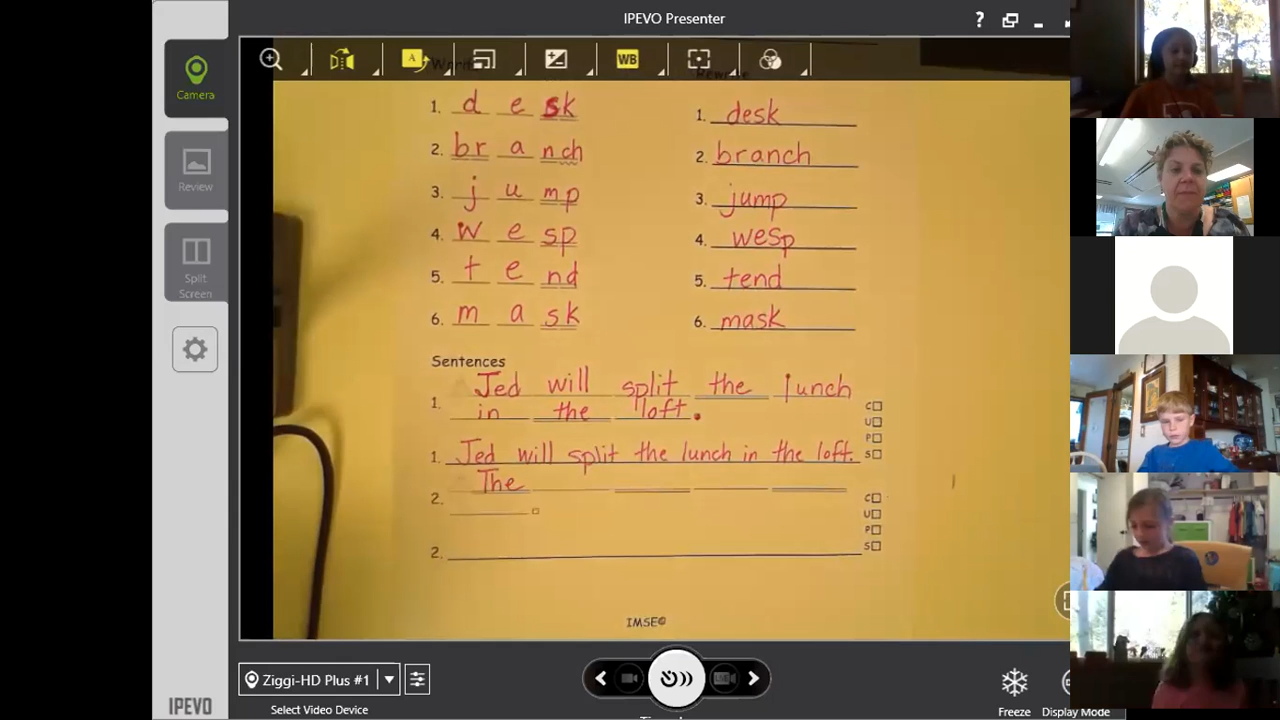 IPEVO Presenter
?
A
WB
Camera
Review
Split
Screen
1. d e sk 1. desk
2. br a nch 2. branch
3. j u mp 3. jump
4. w e sp 4. wesp
5. t e nd 5. tend
6. m a sk 6. mask
Sentences
1. Jed will split the lunch
in the loft.
C
U
P
S
1. Jed will split the lunch in the loft.
2. The
C
U
P
S
2.
IMSE©
Ziggi-HD Plus #1
Select Video Device
IPEVO
Freeze
Display Mode